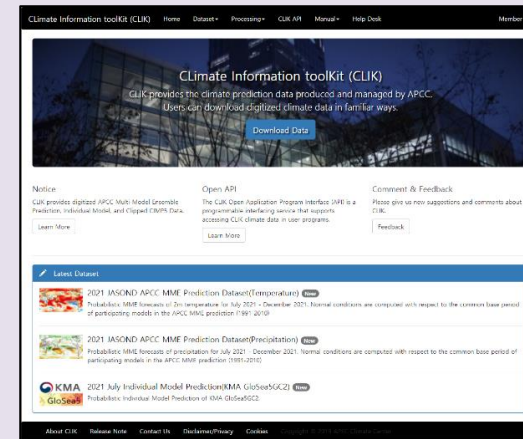 CLimate Information toolKit (CLIK) Home Dataset Processing CLIK API Manual Help Desk Member
CLimate Information toolKit (CLIK)
CLIK provides the climate prediction data produced and managed by APCC.
Users can download digitized climate data in familiar ways.
Download Data
Notice
CLIK provides digitized APCC Multi Model Ensemble
Prediction, Individual Model, and Clipped CMIP5 Data.
Learn More
Open API
The CLIK Open Application Program Interface (API) is a
programmable interfacing service that supports
accessing CLIK climate data in user programs.
Learn More
Comment & Feedback
Please give us new suggestions and comments about
CLIK.
Feedback
Latest Dataset
2021 JASOND APCC MME Prediction Dataset(Temperature) New
Probabilistic MME forecasts of 2m temperature for July 2021 - December 2021. Normal conditions are computed with respect to the common base period
of participating models in the APCC MME prediction (1991-2010)
2021 JASOND APCC MME Prediction Dataset(Precipitation) New
Probabilistic MME forecasts of precipitation for July 2021 - December 2021. Normal conditions are computed with respect to the common base period of
participating models in the APCC MME prediction (1991-2010)
KMA
GloSea5
2021 July Individual Model Prediction(KMA GloSea5GC2) New
Probabilistic Individual Model Prediction of KMA GloSea5GC2.
About CLIK Release Note Contact Us Disclaimer/Privacy Cookies